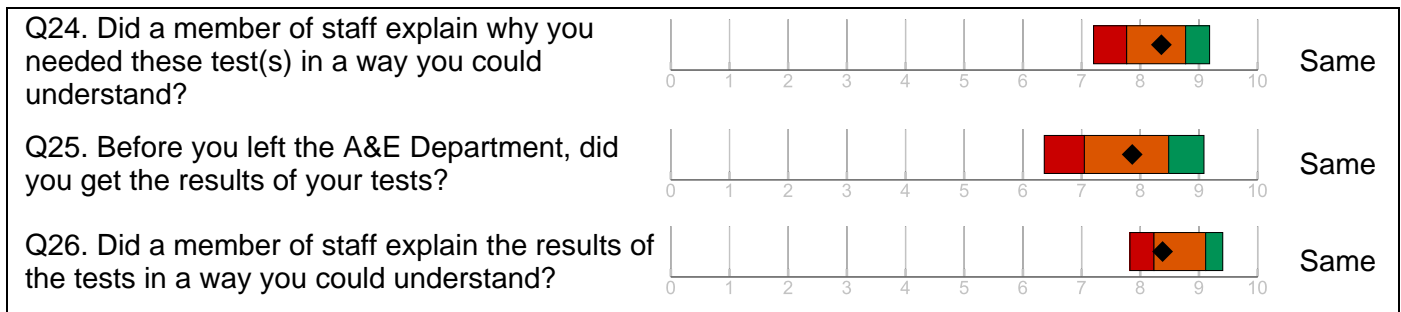 Q24. Did a member of staff explain why you
needed these test(s) in a way you could
understand?
0 1 2 3 4 5 6 7 8 9 10
Same
Q25. Before you left the A&E Department, did
you get the results of your tests?
0 1 2 3 4 5 6 7 8 9 10
Same
Q26. Did a member of staff explain the results of
the tests in a way you could understand?
0 1 2 3 4 5 6 7 8 9 10
Same